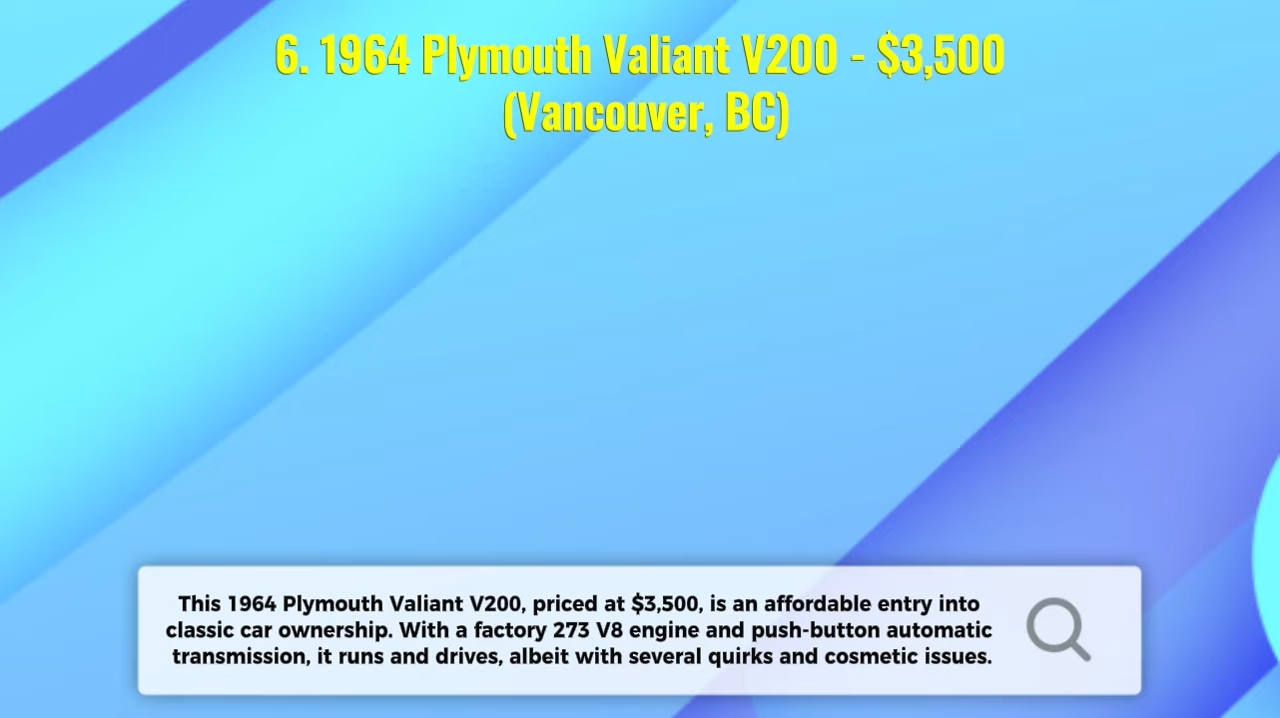 6. 1964 Plymouth Valiant V200 - $3,500
(Vancouver, BC)
This 1964 Plymouth Valiant V200, priced at $3,500, is an affordable entry into
classic car ownership. With a factory 273 V8 engine and push-button automatic
transmission, it runs and drives, albeit with several quirks and cosmetic issues.